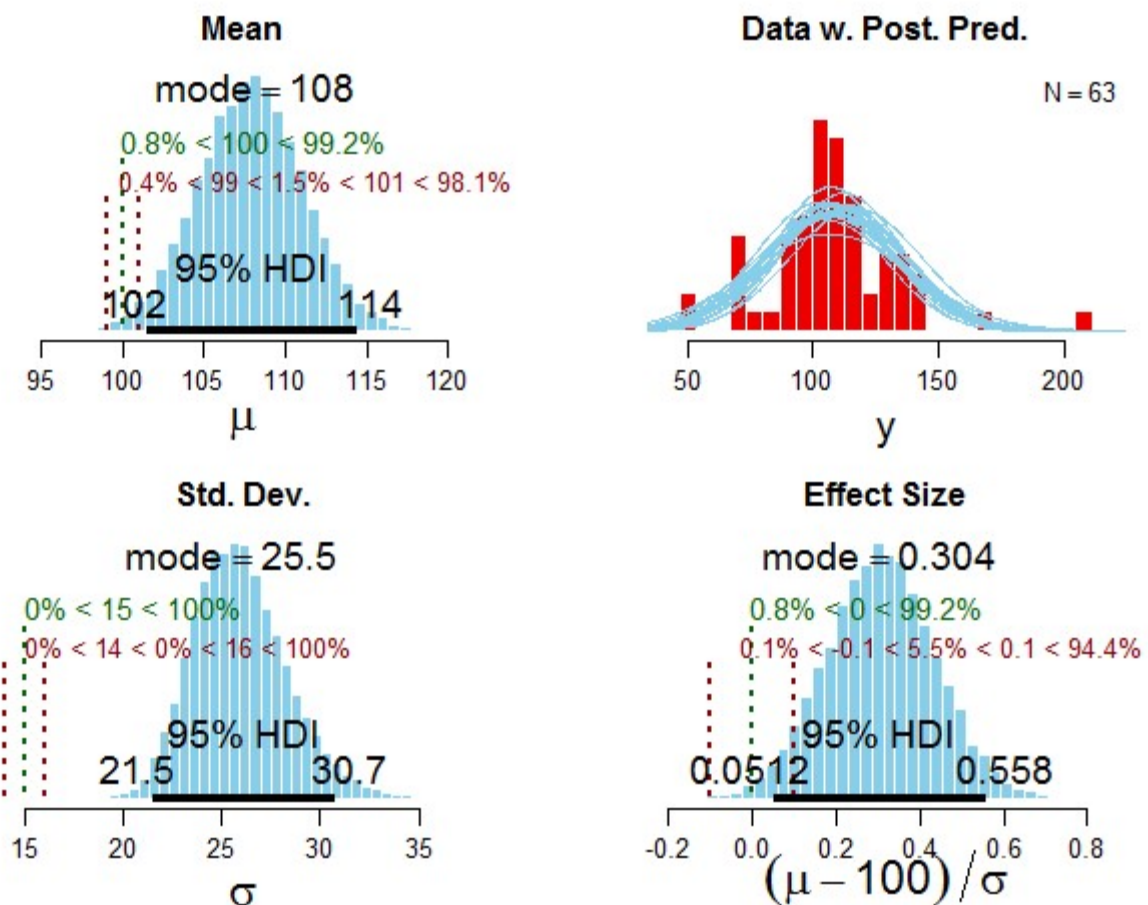 Mean
mode = 108
0.8% < 100 < 99.2%
0.4% < 99 < 1.5% < 101 < 98.1%
95% HDI
102 114
95 100 105 110 115 120
μ
Data w. Post. Pred.
N = 63
50 100 150 200
y
Std. Dev.
mode = 25.5
0% < 15 < 100%
0% < 14 < 0% < 16 < 100%
95% HDI
21.5 30.7
15 20 25 30 35
σ
Effect Size
mode = 0.304
0.8% < 0 < 99.2%
0.1% < -0.1 < 5.5% < 0.1 < 94.4%
95% HDI
0.0512 0.558
-0.2 0.0 0.2 0.4 0.6 0.8
(μ − 100) / σ